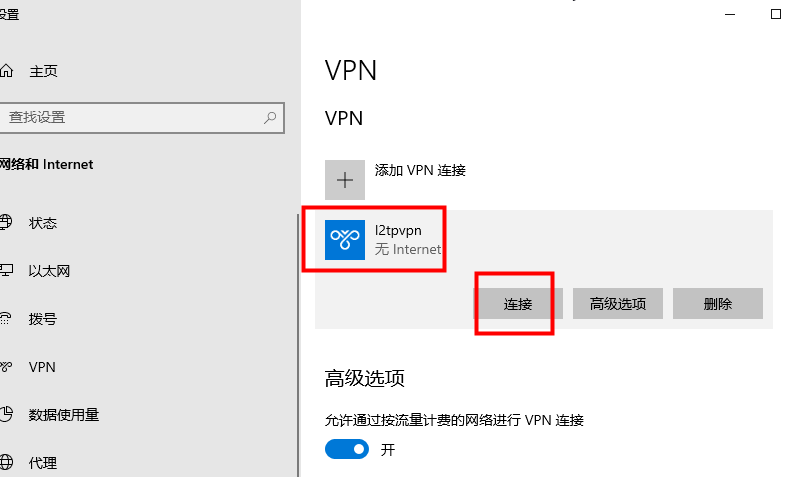 设置
主页
查找设置
网络和 Internet
状态
以太网
拨号
VPN
数据使用量
代理
VPN
VPN
添加 VPN 连接
l2tpvpn
无 Internet
连接
高级选项
删除
高级选项
允许通过按流量计费的网络进行 VPN 连接
开